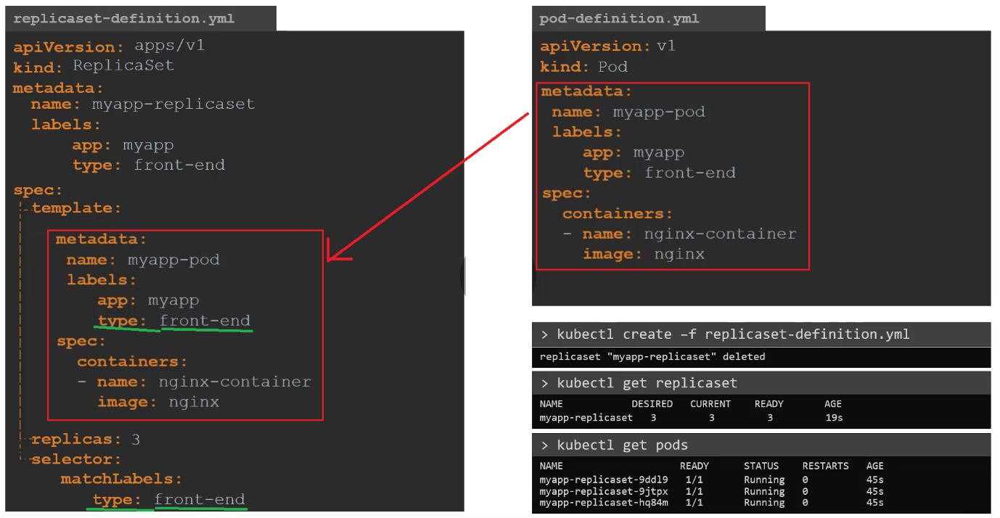 replicaset-definition.yml
apiVersion: apps/v1
kind: ReplicaSet
metadata:
name: myapp-replicaset
labels:
app: myapp
type: front-end
spec:
template:
metadata:
name: myapp-pod
labels:
app: myapp
type: front-end
spec:
containers:
- name: nginx-container
image: nginx
replicas: 3
selector:
matchLabels:
type: front-end
pod-definition.yml
apiVersion: v1
kind: Pod
metadata:
name: myapp-pod
labels:
app: myapp
type: front-end
spec:
containers:
- name: nginx-container
image: nginx
> kubectl create –f replicaset-definition.yml
replicaset "myapp-replicaset" deleted
> kubectl get replicaset
NAME DESIRED CURRENT READY AGE
myapp-replicaset 3 3 3 19s
> kubectl get pods
NAME READY STATUS RESTARTS AGE
myapp-replicaset-9ddl9 1/1 Running 0 45s
myapp-replicaset-9jtpx 1/1 Running 0 45s
myapp-replicaset-hq84m 1/1 Running 0 45s